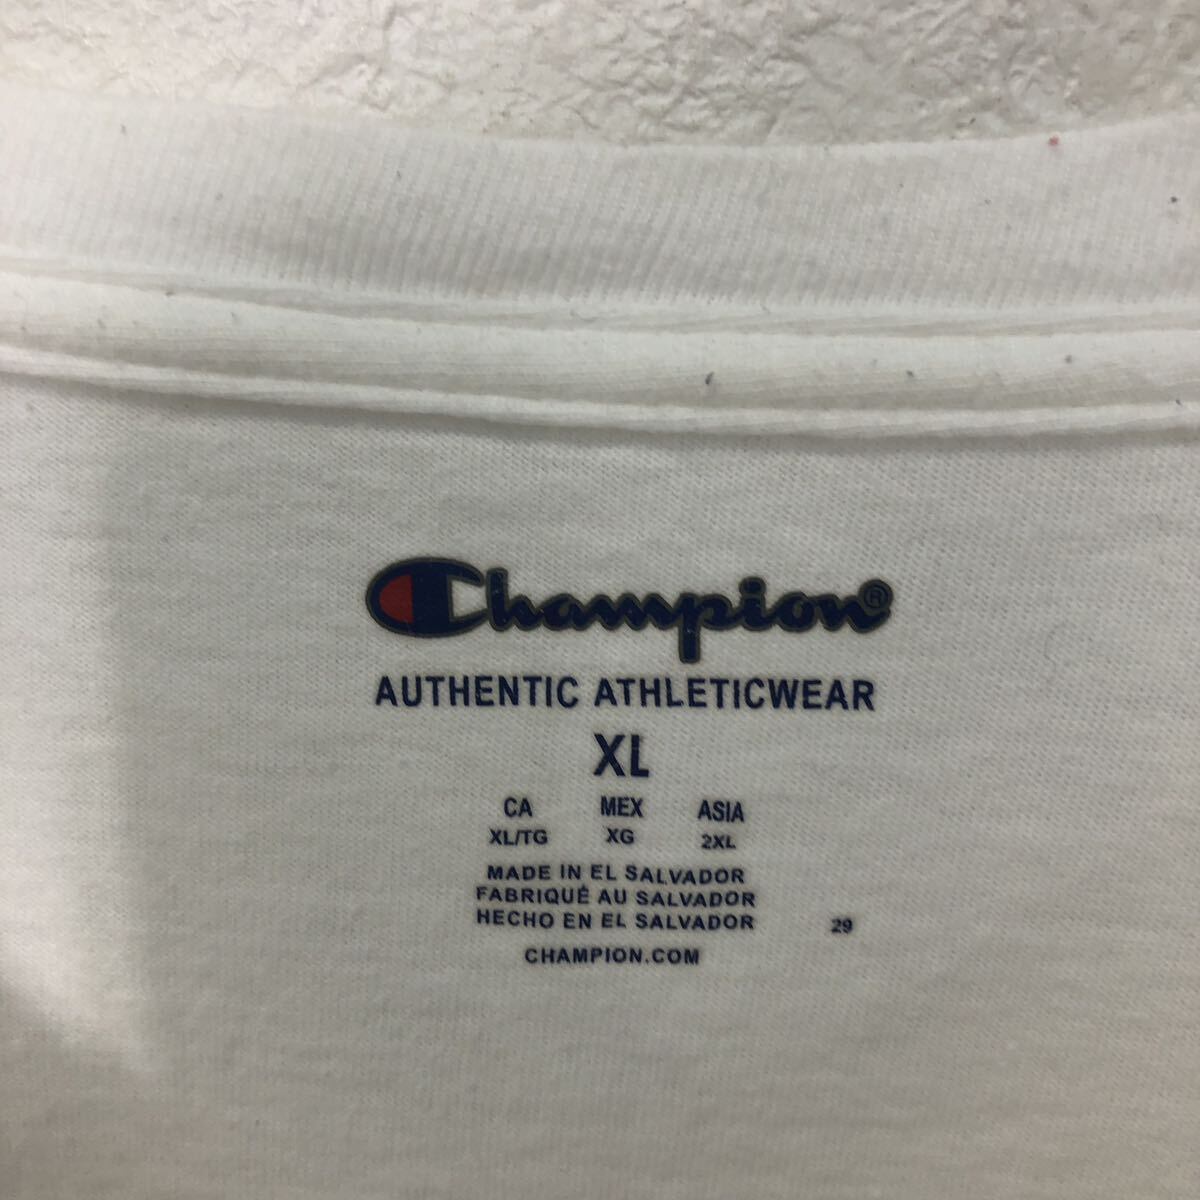 Champion®
AUTHENTIC ATHLETICWEAR
XL
CA MEX ASIA
XL/TG XG 2XL
MADE IN EL SALVADOR
FABRIQUÉ AU SALVADOR
HECHO EN EL SALVADOR 29
CHAMPION.COM